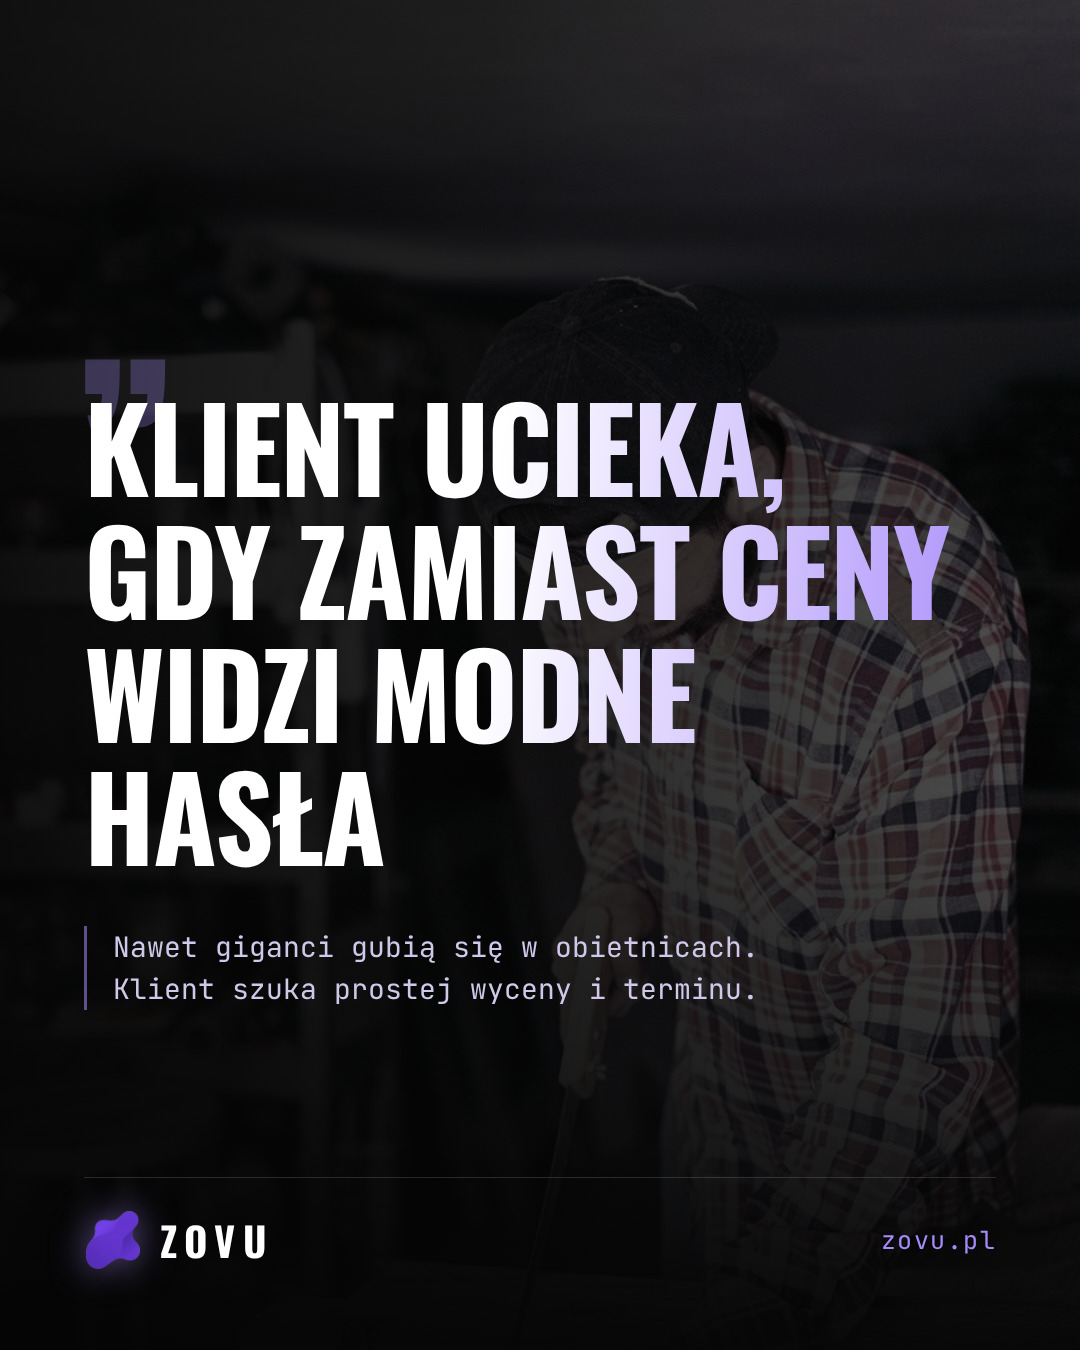 ”
KLIENT UCIEKA,
GDY ZAMIAST CENY
WIDZI MODNE
HASŁA
Nawet giganci gubią się w obietnicach.
Klient szuka prostej wyceny i terminu.
ZOVU
zovu.pl